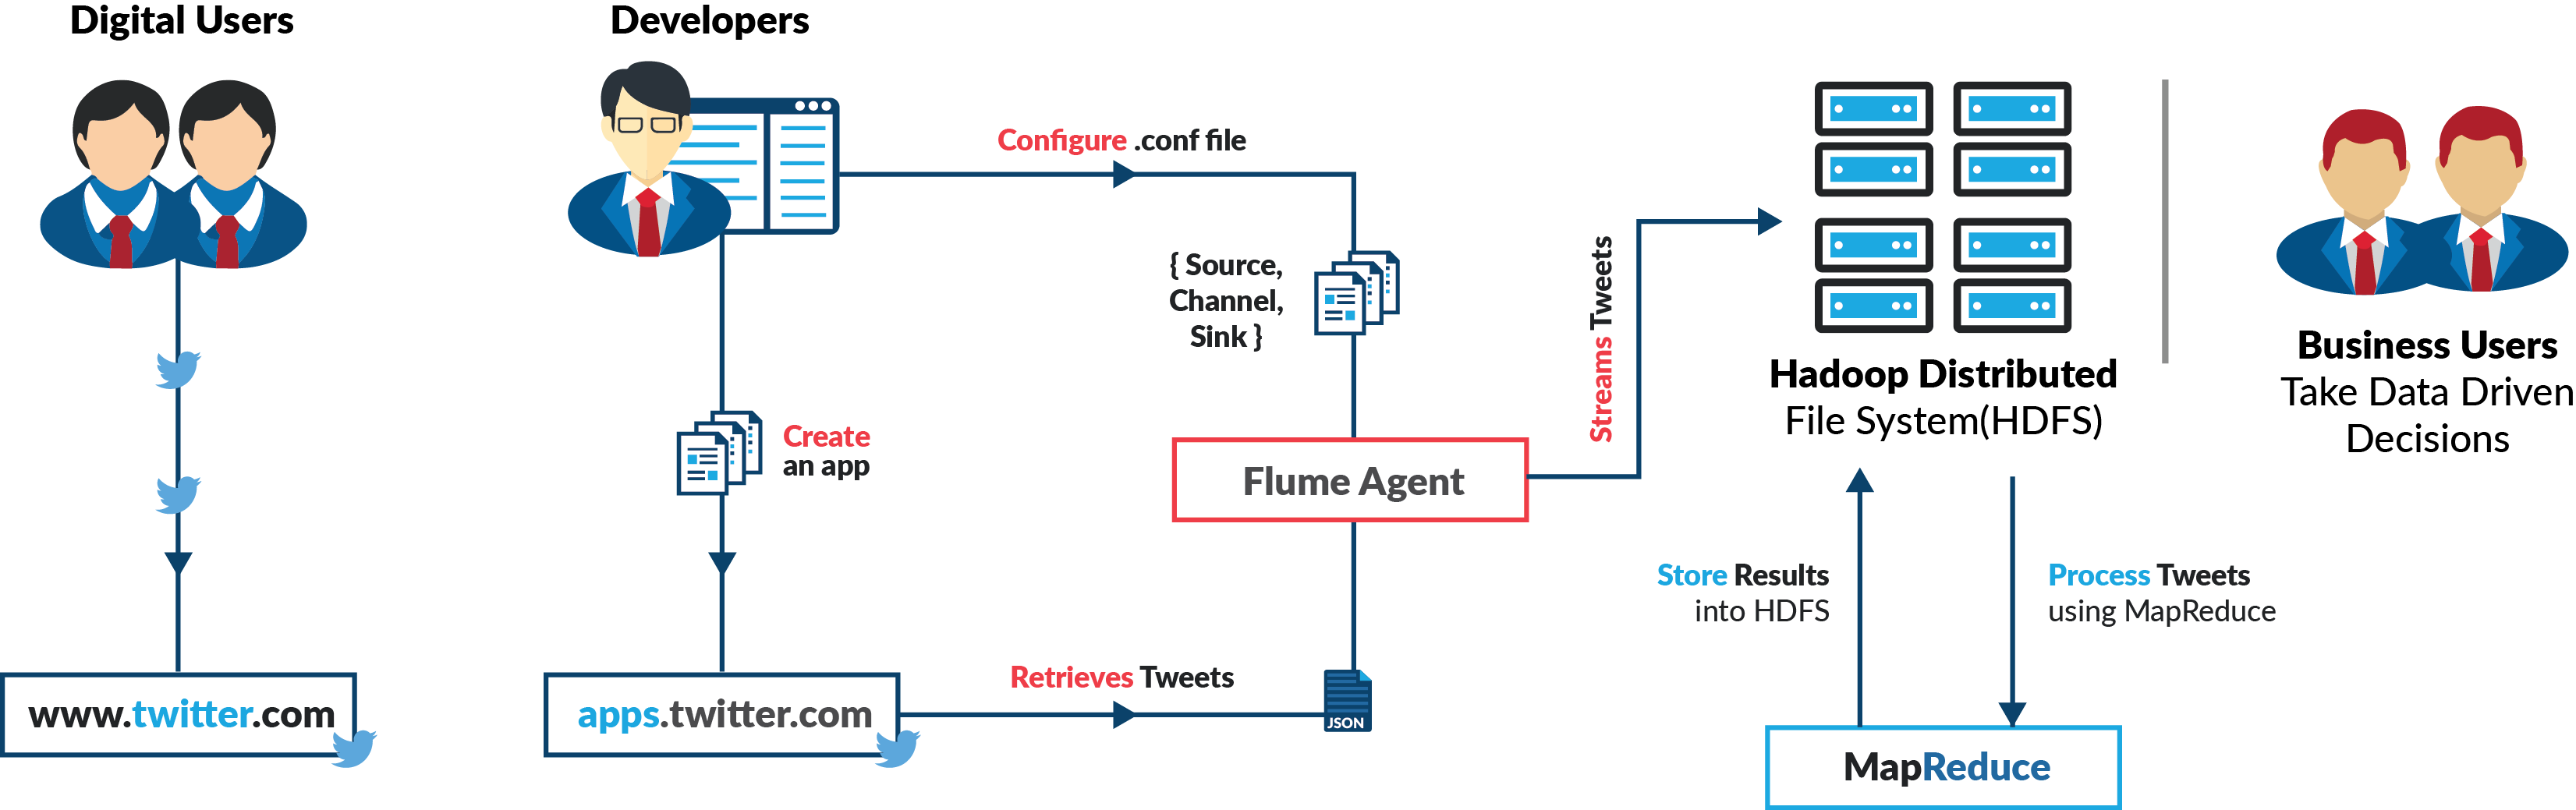 Digital Users
Developers
Configure .conf file
{ Source,
Channel,
Sink }
Create
an app
Flume Agent
Streams Tweets
Hadoop Distributed
File System(HDFS)
Business Users
Take Data Driven
Decisions
Store Results
into HDFS
Process Tweets
using MapReduce
www.twitter.com
apps.twitter.com
Retrieves Tweets
JSON
MapReduce